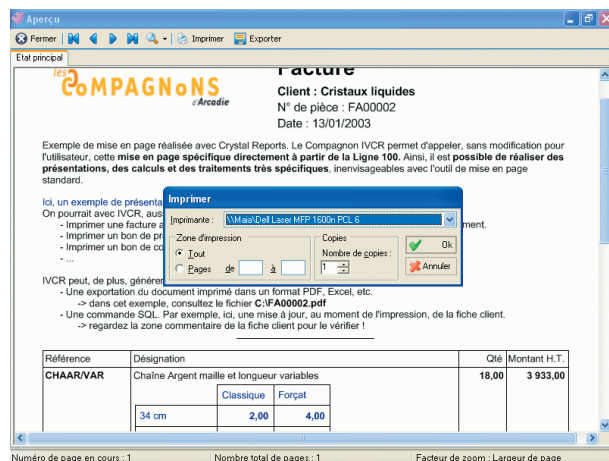 Aperçu
Fermer Imprimer Exporter
Etat principal
les CoMPAGNoNS
d'Arcadie
Facture
Client : Cristaux liquides
N° de pièce : FA00002
Date : 13/01/2003
Exemple de mise en page réalisée avec Crystal Reports. Le Compagnon IVCR permet d'appeler, sans modification pour
l'utilisateur, cette mise en page spécifique directement à partir de la Ligne 100. Ainsi, il est possible de réaliser des
présentations, des calculs et des traitements très spécifiques, inenvisageables avec l'outil de mise en page
standard.
Ici, un exemple de présenta
On pourrait avec IVCR, aus
- Imprimer une facture a ment.
- Imprimer un bon de pr
- Imprimer un bon de co
- ...
Imprimer
Imprimante : \\Maia\Dell Laser MFP 1600n PCL 6
Zone d'impression
Tout
Pages de à
Copies
Nombre de copies :
1
Ok
Annuler
IVCR peut, de plus, générer
- Une exportation du document imprimé dans un format PDF, Excel, etc.
-> dans cet exemple, consultez le fichier C:\FA00002.pdf
- Une commande SQL. Par exemple, ici, une mise à jour, au moment de l'impression, de la fiche client.
-> regardez la zone commentaire de la fiche client pour le vérifier !
Référence Désignation Qté Montant H.T.
CHAAR/VAR Chaîne Argent maille et longueur variables 18,00 3 933,00
Classique Forçat
34 cm 2,00 4,00
Numéro de page en cours : 1 Nombre total de pages : 1 Facteur de zoom : Largeur de page